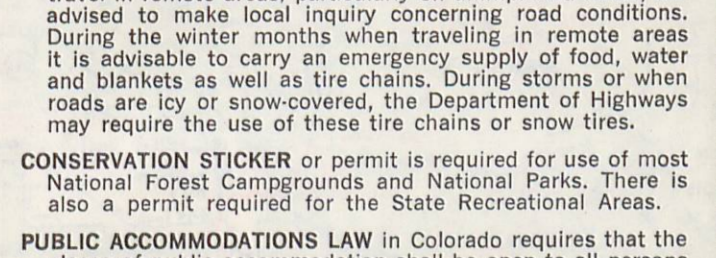 advised to make local inquiry concerning road conditions.
During the winter months when traveling in remote areas
it is advisable to carry an emergency supply of food, water
and blankets as well as tire chains. During storms or when
roads are icy or snow-covered, the Department of Highways
may require the use of these tire chains or snow tires.
CONSERVATION STICKER or permit is required for use of most
National Forest Campgrounds and National Parks. There is
also a permit required for the State Recreational Areas.
PUBLIC ACCOMMODATIONS LAW in Colorado requires that the